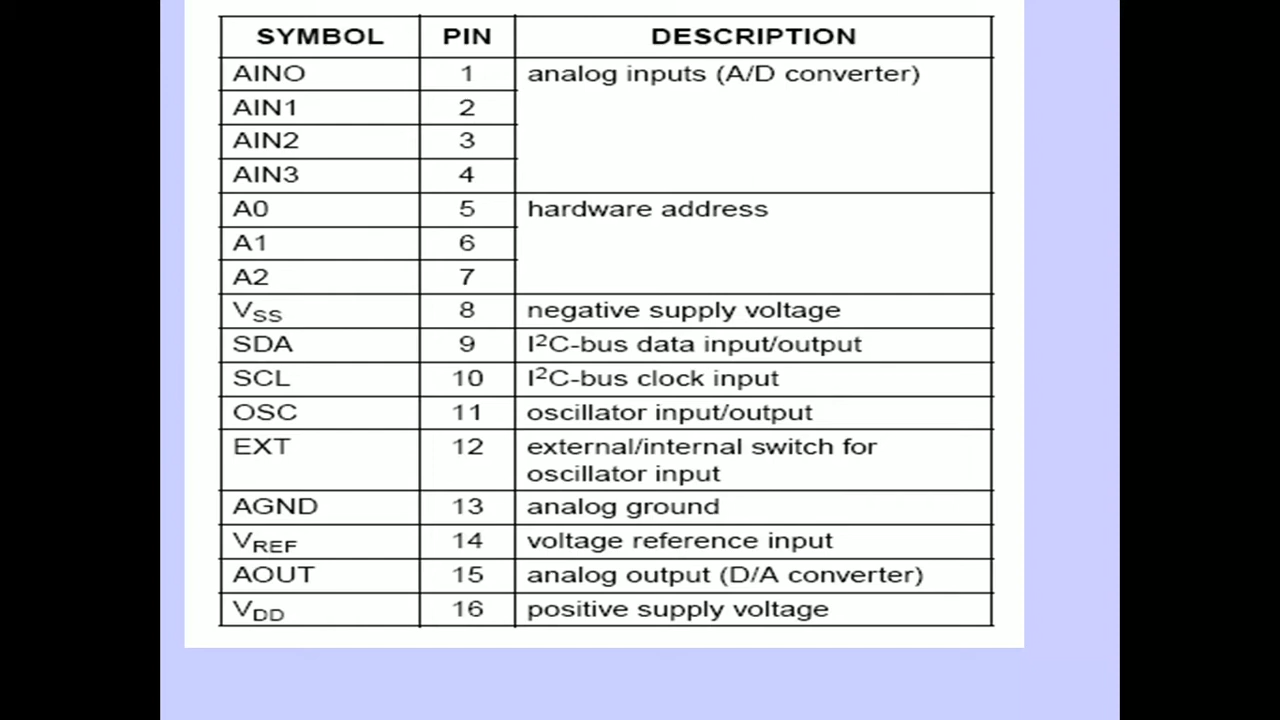 SYMBOL PIN DESCRIPTION
AINO 1 analog inputs (A/D converter)
AIN1 2
AIN2 3
AIN3 4
A0 5 hardware address
A1 6
A2 7
VSS 8 negative supply voltage
SDA 9 I²C-bus data input/output
SCL 10 I²C-bus clock input
OSC 11 oscillator input/output
EXT 12 external/internal switch for
oscillator input
AGND 13 analog ground
VREF 14 voltage reference input
AOUT 15 analog output (D/A converter)
VDD 16 positive supply voltage